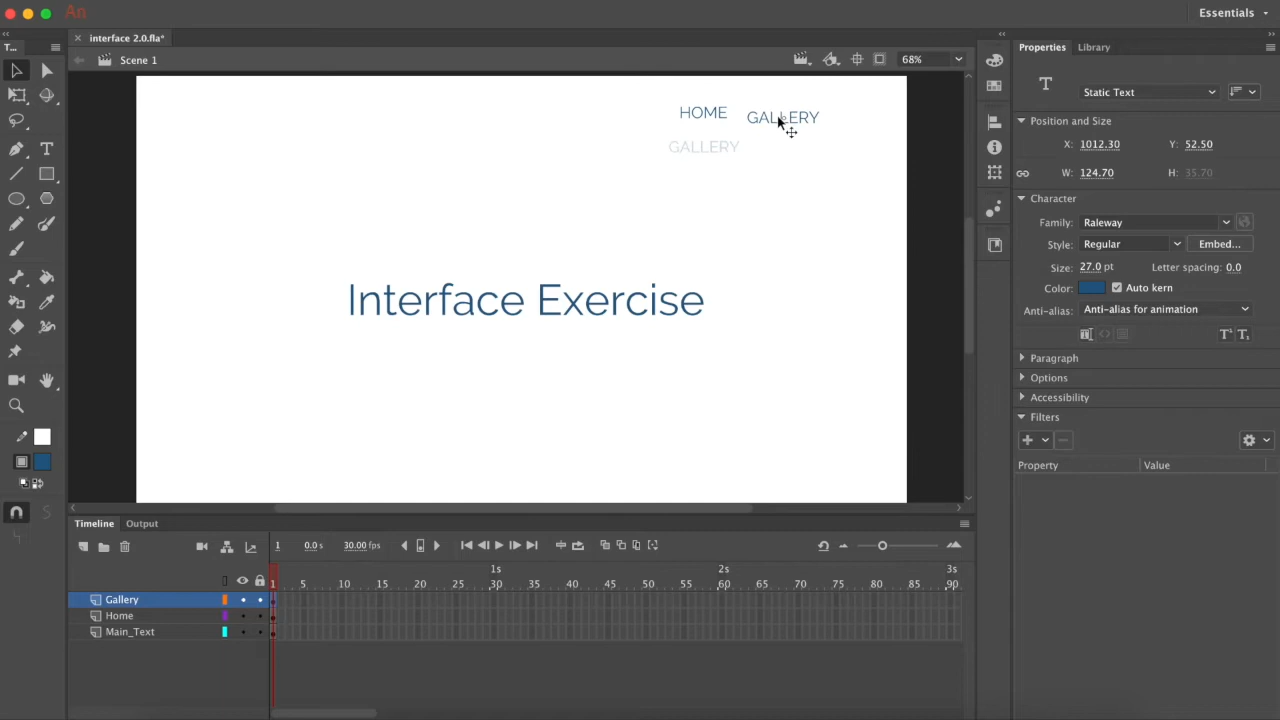 An
Essentials
T...
interface 2.0.fla*
Properties
Library
Scene 1
68%
Static Text
HOME
GALLERY
GALLERY
Interface Exercise
Position and Size
X: 1012.30
Y: 52.50
W: 124.70
H: 35.70
Character
Family: Raleway
Style: Regular
Embed...
Size: 27.0 pt
Letter spacing: 0.0
Color:
Auto kern
Anti-alias: Anti-alias for animation
Paragraph
Options
Accessibility
Filters
Property
Value
Timeline
Output
1
0.0 s
30.00 fps
1s
2s
3s
1 5 10 15 20 25 30 35 40 45 50 55 60 65 70 75 80 85 90
Gallery
Home
Main_Text